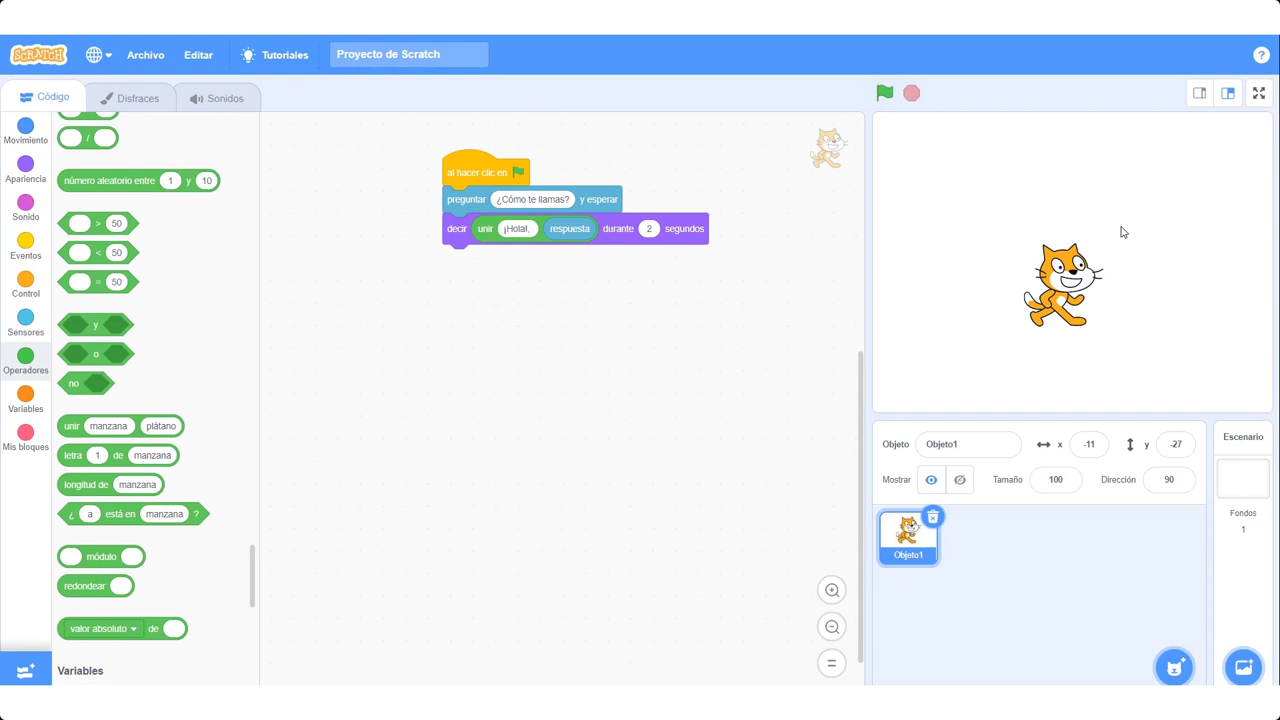 SCRATCH Archivo Editar Tutoriales Proyecto de Scratch ?
Código Disfraces Sonidos
Movimiento
Apariencia
Sonido
Eventos
Control
Sensores
Operadores
Variables
Mis bloques
/
número aleatorio entre 1 y 10
> 50
< 50
= 50
y
o
no
unir manzana plátano
letra 1 de manzana
longitud de manzana
¿ a está en manzana ?
módulo
redondear
valor absoluto de
Variables
al hacer clic en
preguntar ¿Cómo te llamas? y esperar
decir unir ¡Hola!, respuesta durante 2 segundos
Objeto Objeto1 x -11 y -27
Mostrar Tamaño 100 Dirección 90
Objeto1
Escenario
Fondos
1